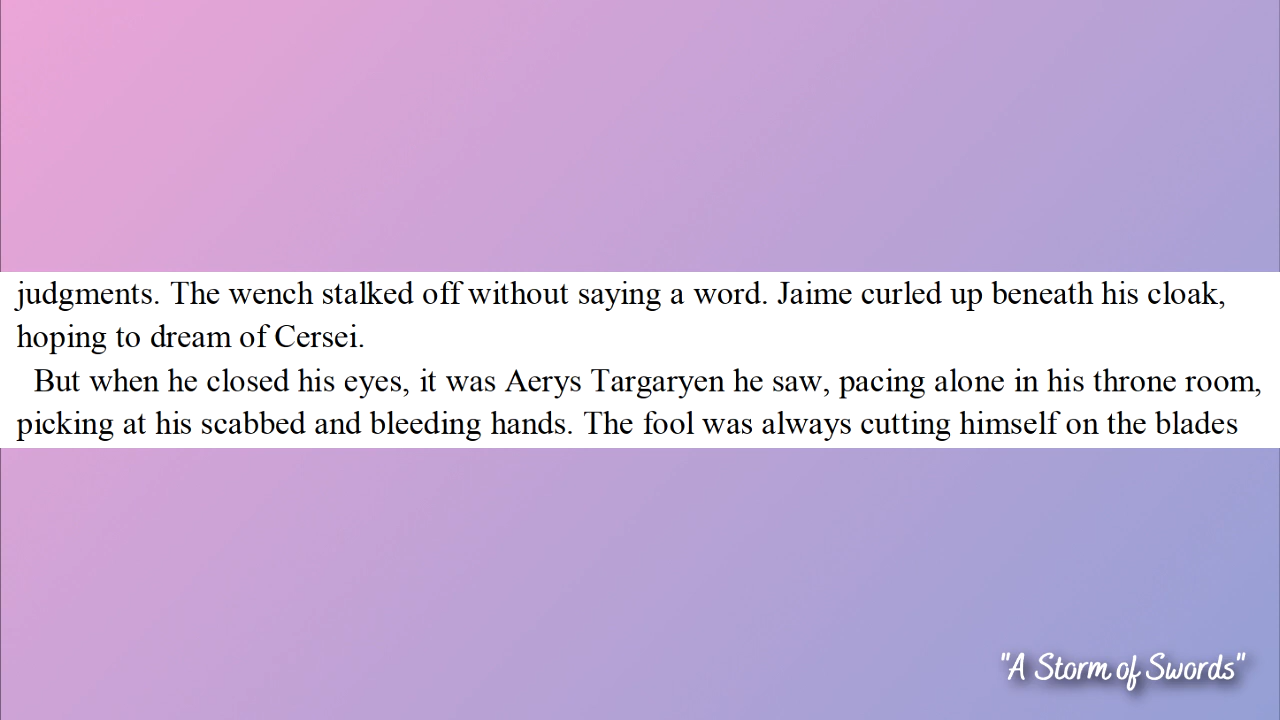 judgments. The wench stalked off without saying a word. Jaime curled up beneath his cloak,
hoping to dream of Cersei.
But when he closed his eyes, it was Aerys Targaryen he saw, pacing alone in his throne room,
picking at his scabbed and bleeding hands. The fool was always cutting himself on the blades
"A Storm of Swords"